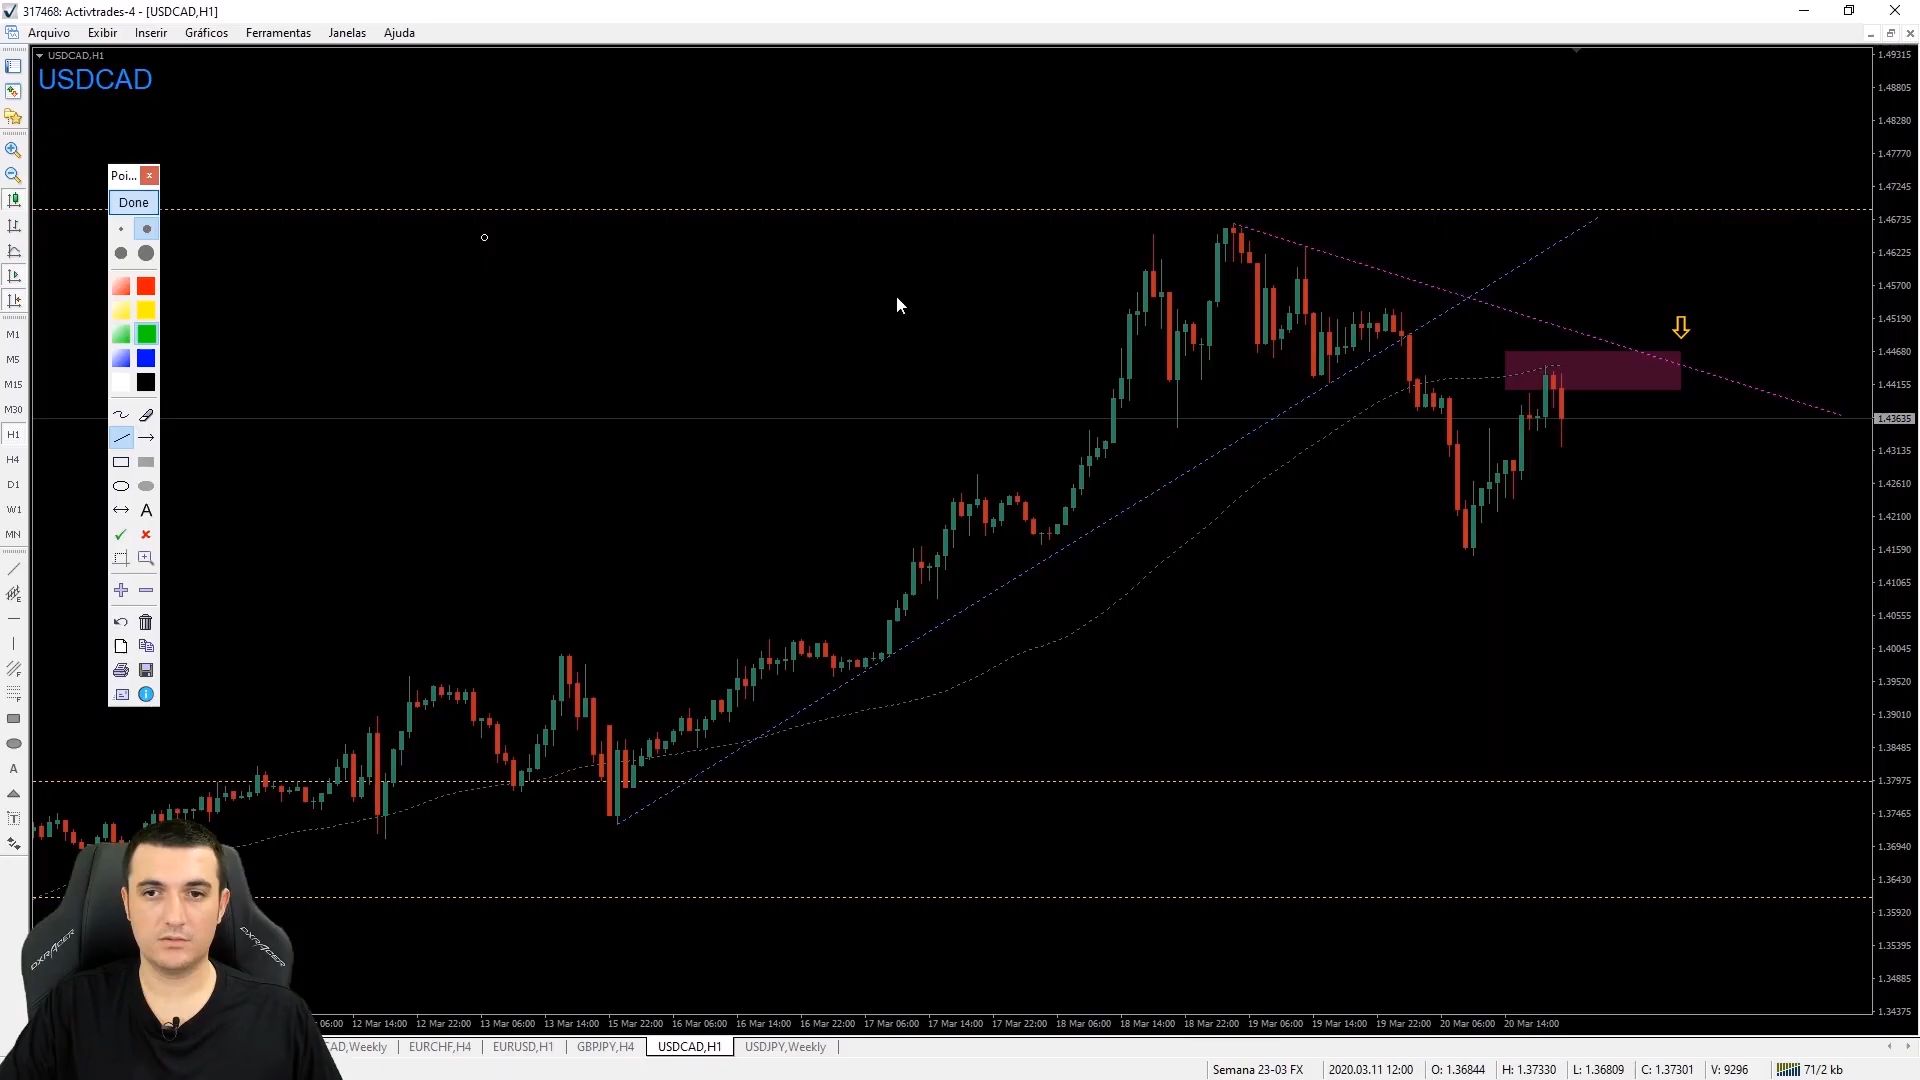 317468: Activtrades-4 - [USDCAD,H1]
Arquivo Exibir Inserir Gráficos Ferramentas Janelas Ajuda
USDCAD,H1
USDCAD
Poi...
Done
A
M1
M5
M15
M30
H1
H4
D1
W1
MN
A
T
1.49315
1.48805
1.48280
1.47770
1.47245
1.46735
1.46225
1.45700
1.45190
1.44680
1.44155
1.43635
1.43135
1.42610
1.42100
1.41590
1.41065
1.40555
1.40045
1.39520
1.39010
1.38485
1.37975
1.37465
1.36940
1.36430
1.35920
1.35395
1.34885
1.34375
DXRACER
DXRACER
06:00 12 Mar 14:00 12 Mar 22:00 13 Mar 06:00 13 Mar 14:00 15 Mar 22:00 16 Mar 06:00 16 Mar 14:00 16 Mar 22:00 17 Mar 06:00 17 Mar 14:00 17 Mar 22:00 18 Mar 06:00 18 Mar 14:00 18 Mar 22:00 19 Mar 06:00 19 Mar 14:00 19 Mar 22:00 20 Mar 06:00 20 Mar 14:00
AD,Weekly EURCHF,H4 EURUSD,H1 GBPJPY,H4 USDCAD,H1 USDJPY,Weekly
Semana 23-03 FX 2020.03.11 12:00 O: 1.36844 H: 1.37330 L: 1.36809 C: 1.37301 V: 9296 71/2 kb